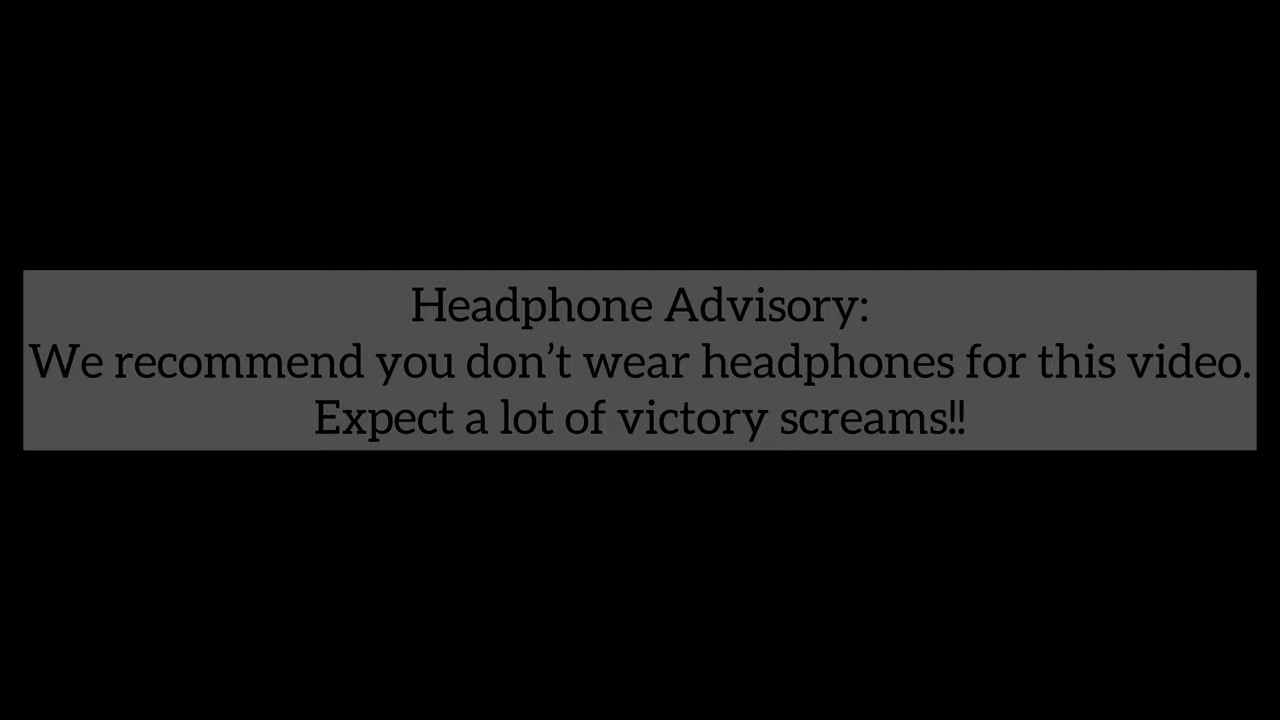 Headphone Advisory:
We recommend you don’t wear headphones for this video.
Expect a lot of victory screams!!